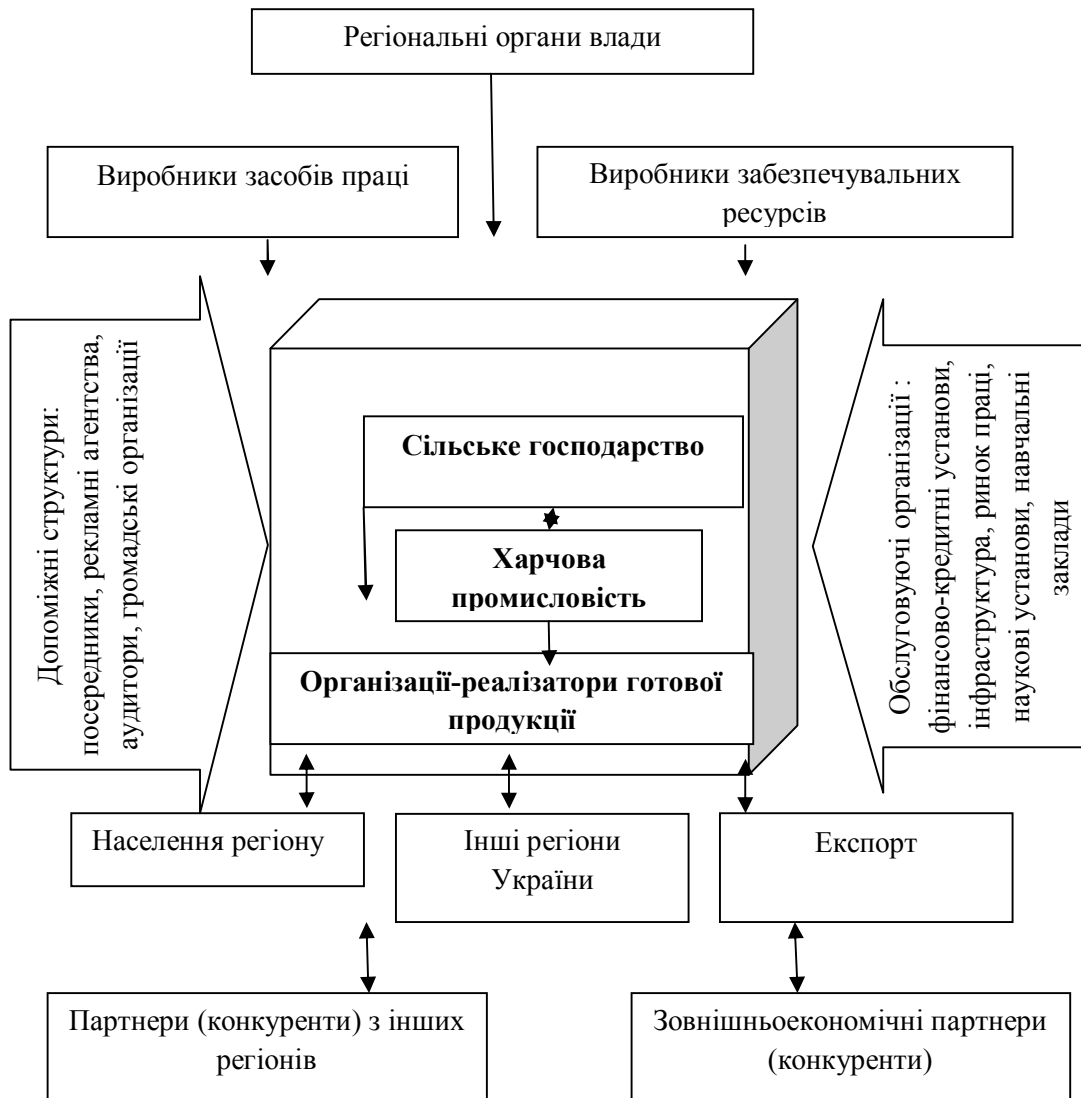 Регіональні органи влади
Виробники засобів праці
Виробники забезпечувальних
ресурсів
Допоміжні структури:
посередники, рекламні агентства,
аудитори, громадські організації
Сільське господарство
Харчова
промисловість
Організації-реалізатори готової
продукції
Обслуговуючі організації :
фінансово-кредитні установи,
інфраструктура, ринок праці,
наукові установи, навчальні
заклади
Населення регіону
Інші регіони
України
Експорт
Партнери (конкуренти) з інших
регіонів
Зовнішньоекономічні партнери
(конкуренти)